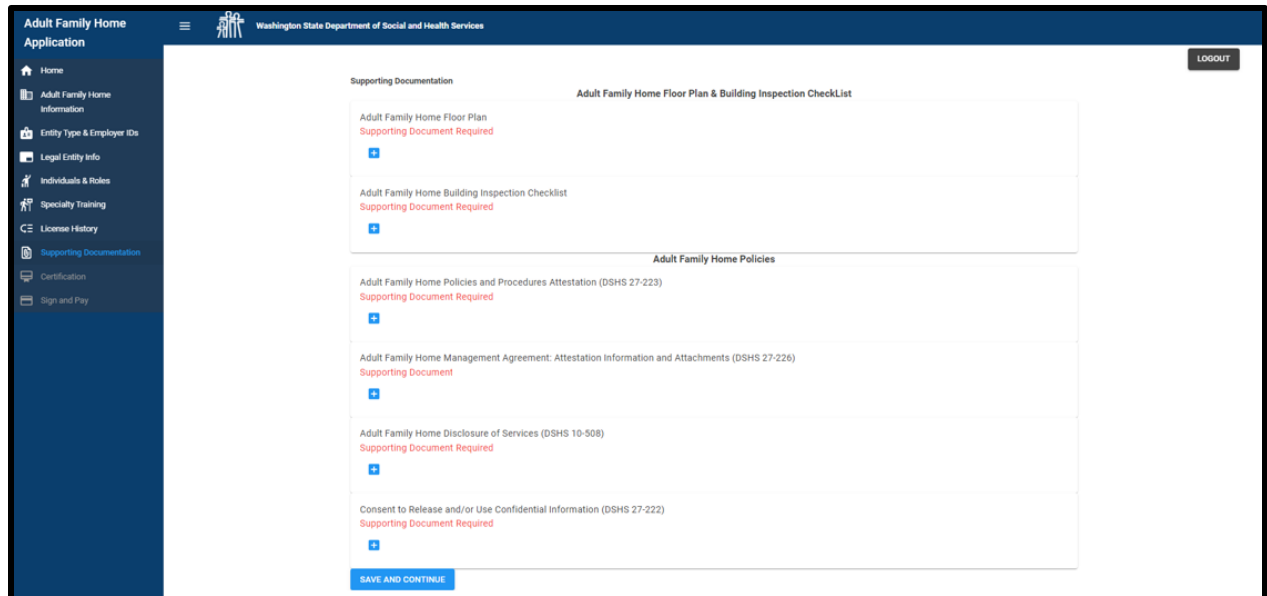 Adult Family Home
Application
Washington State Department of Social and Health Services
LOGOUT
Home
Adult Family Home
Information
Entity Type & Employer IDs
Legal Entity Info
Individuals & Roles
Specialty Training
License History
Supporting Documentation
Certification
Sign and Pay
Supporting Documentation
Adult Family Home Floor Plan & Building Inspection CheckList
Adult Family Home Floor Plan
Supporting Document Required
Adult Family Home Building Inspection Checklist
Supporting Document Required
Adult Family Home Policies
Adult Family Home Policies and Procedures Attestation (DSHS 27-223)
Supporting Document Required
Adult Family Home Management Agreement: Attestation Information and Attachments (DSHS 27-226)
Supporting Document
Adult Family Home Disclosure of Services (DSHS 10-508)
Supporting Document Required
Consent to Release and/or Use Confidential Information (DSHS 27-222)
Supporting Document Required
SAVE AND CONTINUE